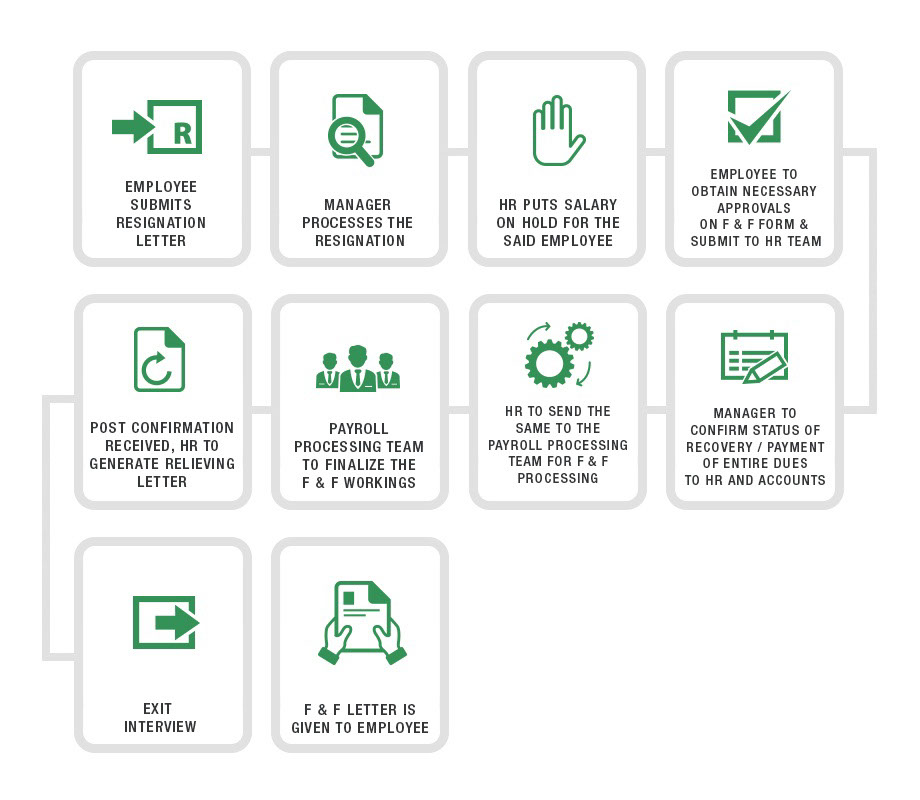 R
EMPLOYEE
SUBMITS
RESIGNATION
LETTER
MANAGER
PROCESSES THE
RESIGNATION
HR PUTS SALARY
ON HOLD FOR THE
SAID EMPLOYEE
EMPLOYEE TO
OBTAIN NECESSARY
APPROVALS
ON F & F FORM &
SUBMIT TO HR TEAM
MANAGER TO
CONFIRM STATUS OF
RECOVERY / PAYMENT
OF ENTIRE DUES
TO HR AND ACCOUNTS
HR TO SEND THE
SAME TO THE
PAYROLL PROCESSING
TEAM FOR F & F
PROCESSING
PAYROLL
PROCESSING TEAM
TO FINALIZE THE
F & F WORKINGS
POST CONFIRMATION
RECEIVED, HR TO
GENERATE RELIEVING
LETTER
EXIT
INTERVIEW
F & F LETTER IS
GIVEN TO EMPLOYEE